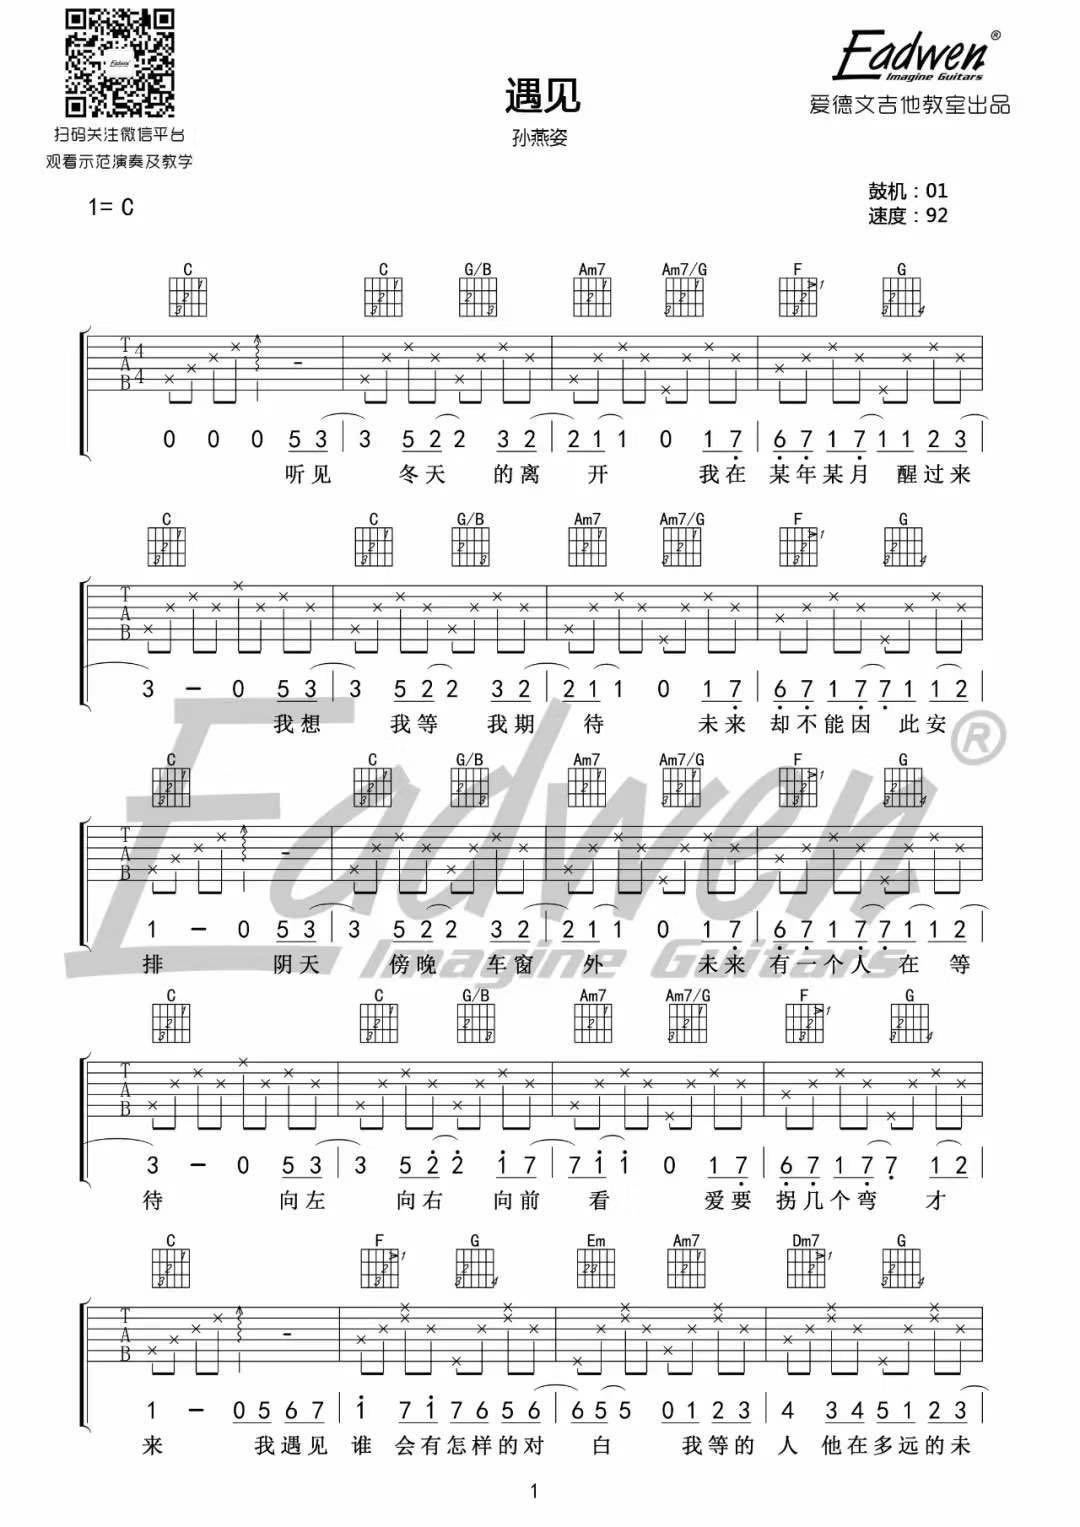 Eadwen®
Imagine Guitars
爱德文吉他教室出品
扫码关注微信平台
观看示范演奏及教学
遇见
孙燕姿
1= C
鼓机：01
速度：92
C C G/B Am7 Am7/G F G
T 4
A 4
B
0 0 0 5 3 | 3 5 2 2 3 2 | 2 1 1 0 1 7 | 6 7 1 7 1 1 2 3 |
听见 冬天 的离 开 我在 某年某月 醒过来
C C G/B Am7 Am7/G F G
T
A
B
3 – 0 5 3 | 3 5 2 2 3 2 | 2 1 1 0 1 7 | 6 7 1 7 7 1 1 2 |
我想 我等 我期 待 未来 却不能因 此安
C C G/B Am7 Am7/G F G
T
A
B
1 – 0 5 3 | 3 5 2 2 3 2 | 2 1 1 0 1 7 | 6 7 1 7 7 1 1 2 |
排 阴天 傍晚 车窗 外 未来 有一个人 在 等
C C G/B Am7 Am7/G F G
T
A
B
3 – 0 5 3 | 3 5 2 2 1 7 | 7 1 1 0 1 7 | 6 7 1 7 7 1 2 |
待 向左 向右 向前 看 爱要 拐几个弯 才
C F G Em Am7 Dm7 G
T
A
B
1 – 0 5 6 7 | 1 7 1 7 6 5 6 | 6 5 5 0 1 2 3 | 4 3 4 5 1 2 3 |
来 我遇见 谁 会有怎样的对 白 我等的 人 他在多远的未
Eadwen®
Imagine Guitars
1